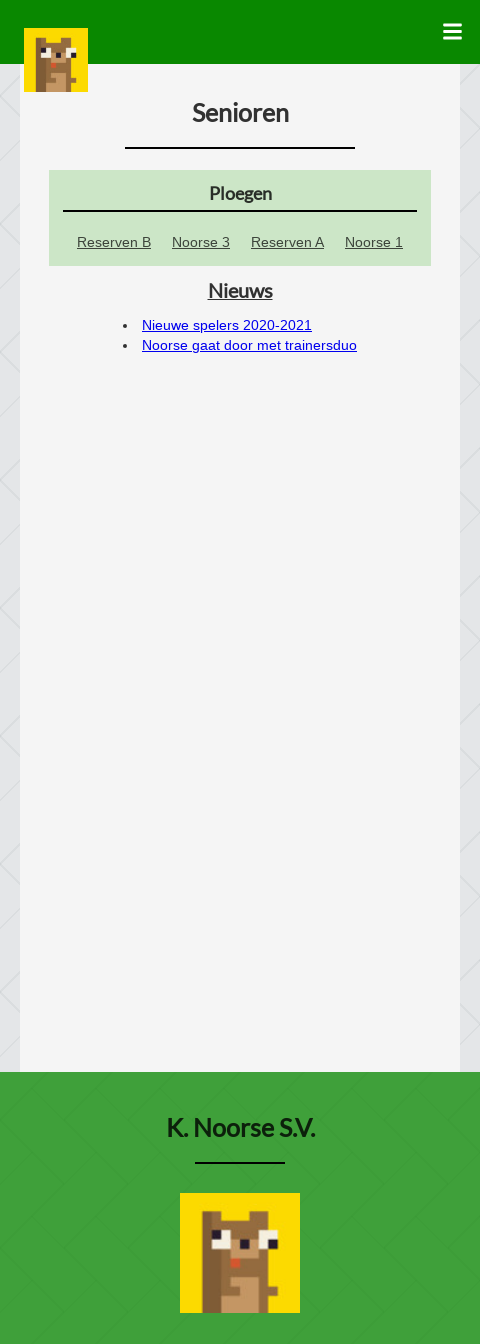 Senioren
Ploegen
Reserven B Noorse 3 Reserven A Noorse 1
Nieuws
Nieuwe spelers 2020-2021
Noorse gaat door met trainersduo
K. Noorse S.V.